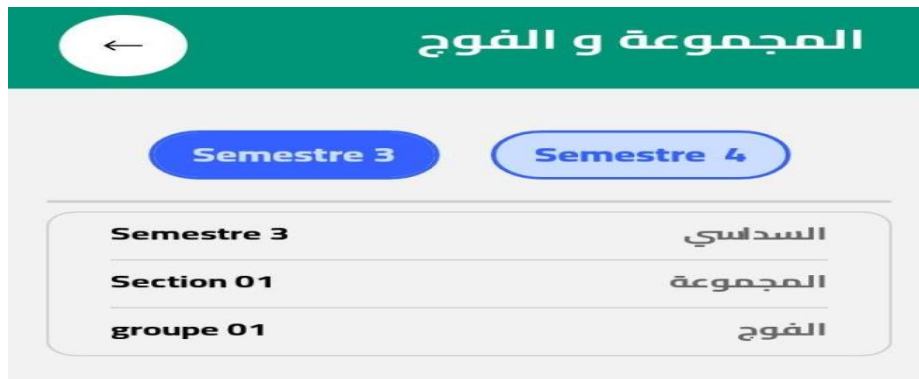 المجموعة و الفوج
Semestre 3 Semestre 4
السداسي Semestre 3
المجموعة Section 01
الفوج groupe 01